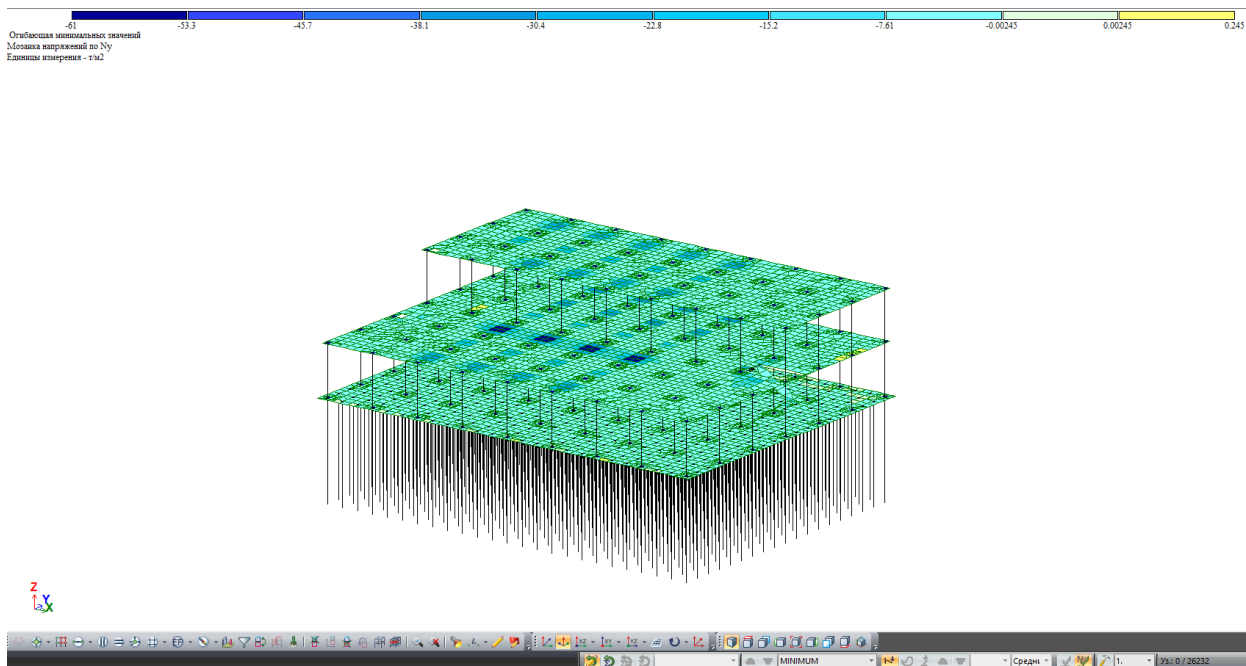 -61 -53.3 -45.7 -38.1 -30.4 -22.8 -15.2 -7.61 -0.00245 0.00245 0.245
Огибающая минимальных значений
Мозаика напряжений по Ny
Единицы измерения - т/м2
Z
Y
X
MINIMUM
Средн
1.
Уз.: 0 / 26232